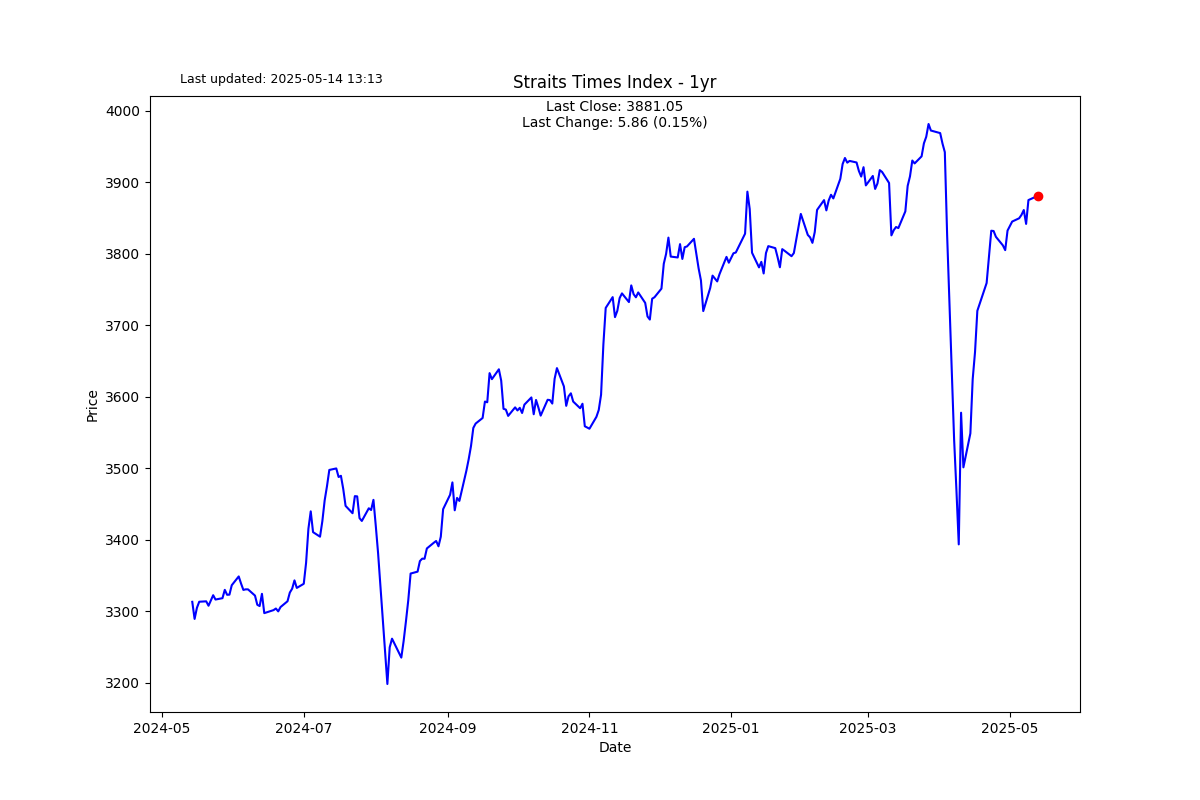 Last updated: 2025-05-14 13:13
Straits Times Index - 1yr
Last Close: 3881.05
Last Change: 5.86 (0.15%)
4000
3900
3800
3700
3600
3500
3400
3300
3200
Price
2024-05 2024-07 2024-09 2024-11 2025-01 2025-03 2025-05
Date